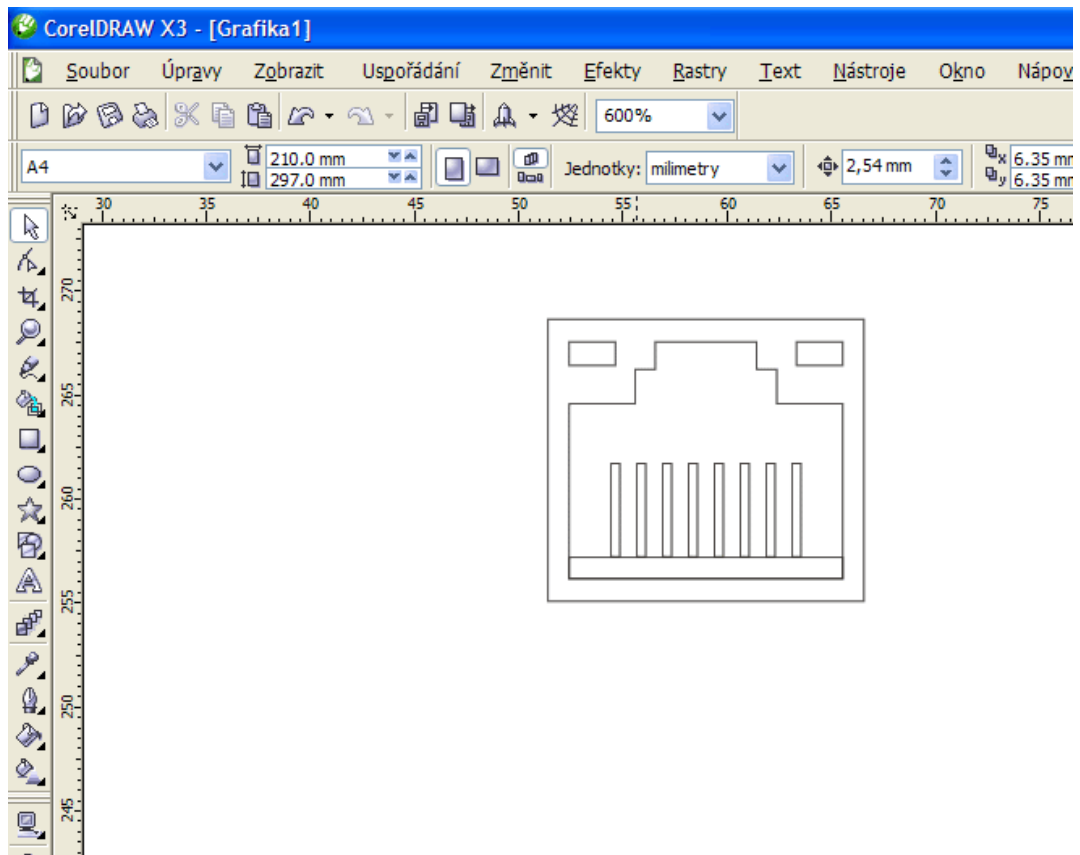 CorelDRAW X3 - [Grafika1]
Soubor Úpravy Zobrazit Uspořádání Změnit Efekty Rastry Text Nástroje Okno Nápov
600%
A4 210.0 mm Jednotky: milimetry 2,54 mm x 6.35 mm
297.0 mm y 6.35 mm
30 35 40 45 50 55 60 65 70 75
270
265
260
255
250
245